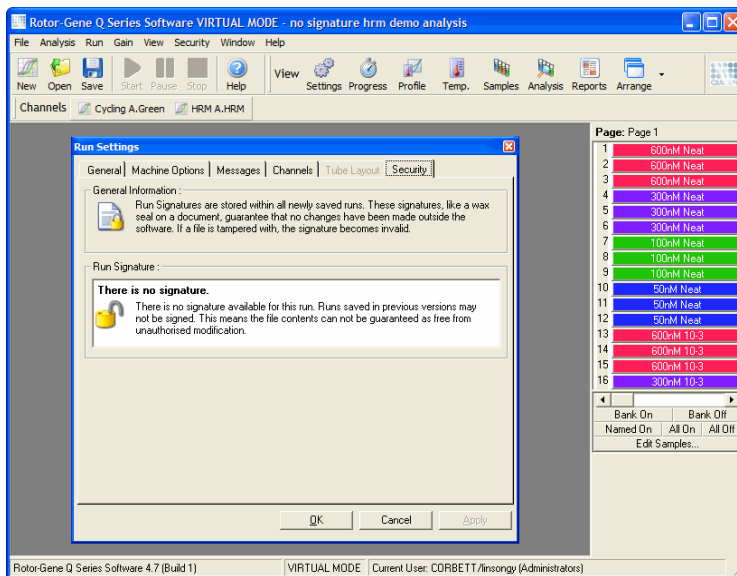 Rotor-Gene Q Series Software VIRTUAL MODE - no signature hrm demo analysis
File Analysis Run Gain View Security Window Help
New Open Save Start Pause Stop Help View Settings Progress Profile Temp. Samples Analysis Reports Arrange
Channels Cycling A.Green HRM A.HRM
Run Settings
General Machine Options Messages Channels Tube Layout Security
General Information :
Run Signatures are stored within all newly saved runs. These signatures, like a wax
seal on a document, guarantee that no changes have been made outside the
software. If a file is tampered with, the signature becomes invalid.
Run Signature :
There is no signature.
There is no signature available for this run. Runs saved in previous versions may
not be signed. This means the file contents can not be guaranteed as free from
unauthorised modification.
OK Cancel Apply
Page: Page 1
1 600nM Neat
2 600nM Neat
3 600nM Neat
4 300nM Neat
5 300nM Neat
6 300nM Neat
7 100nM Neat
8 100nM Neat
9 100nM Neat
10 50nM Neat
11 50nM Neat
12 50nM Neat
13 600nM 10-3
14 600nM 10-3
15 600nM 10-3
16 300nM 10-3
Bank On Bank Off
Named On All On All Off
Edit Samples...
Rotor-Gene Q Series Software 4.7 (Build 1) VIRTUAL MODE Current User: CORBETT/linsongy (Administrators)